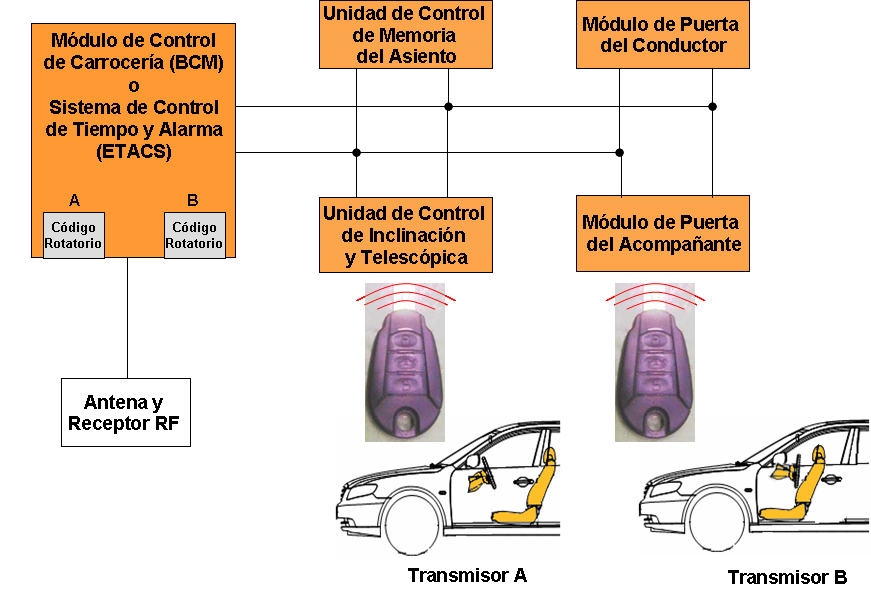 Módulo de Control
de Carrocería (BCM)
o
Sistema de Control
de Tiempo y Alarma
(ETACS)
A
Código
Rotatorio
B
Código
Rotatorio
Antena y
Receptor RF
Unidad de Control
de Memoria
del Asiento
Módulo de Puerta
del Conductor
Unidad de Control
de Inclinación
y Telescópica
Módulo de Puerta
del Acompañante
Transmisor A
Transmisor B